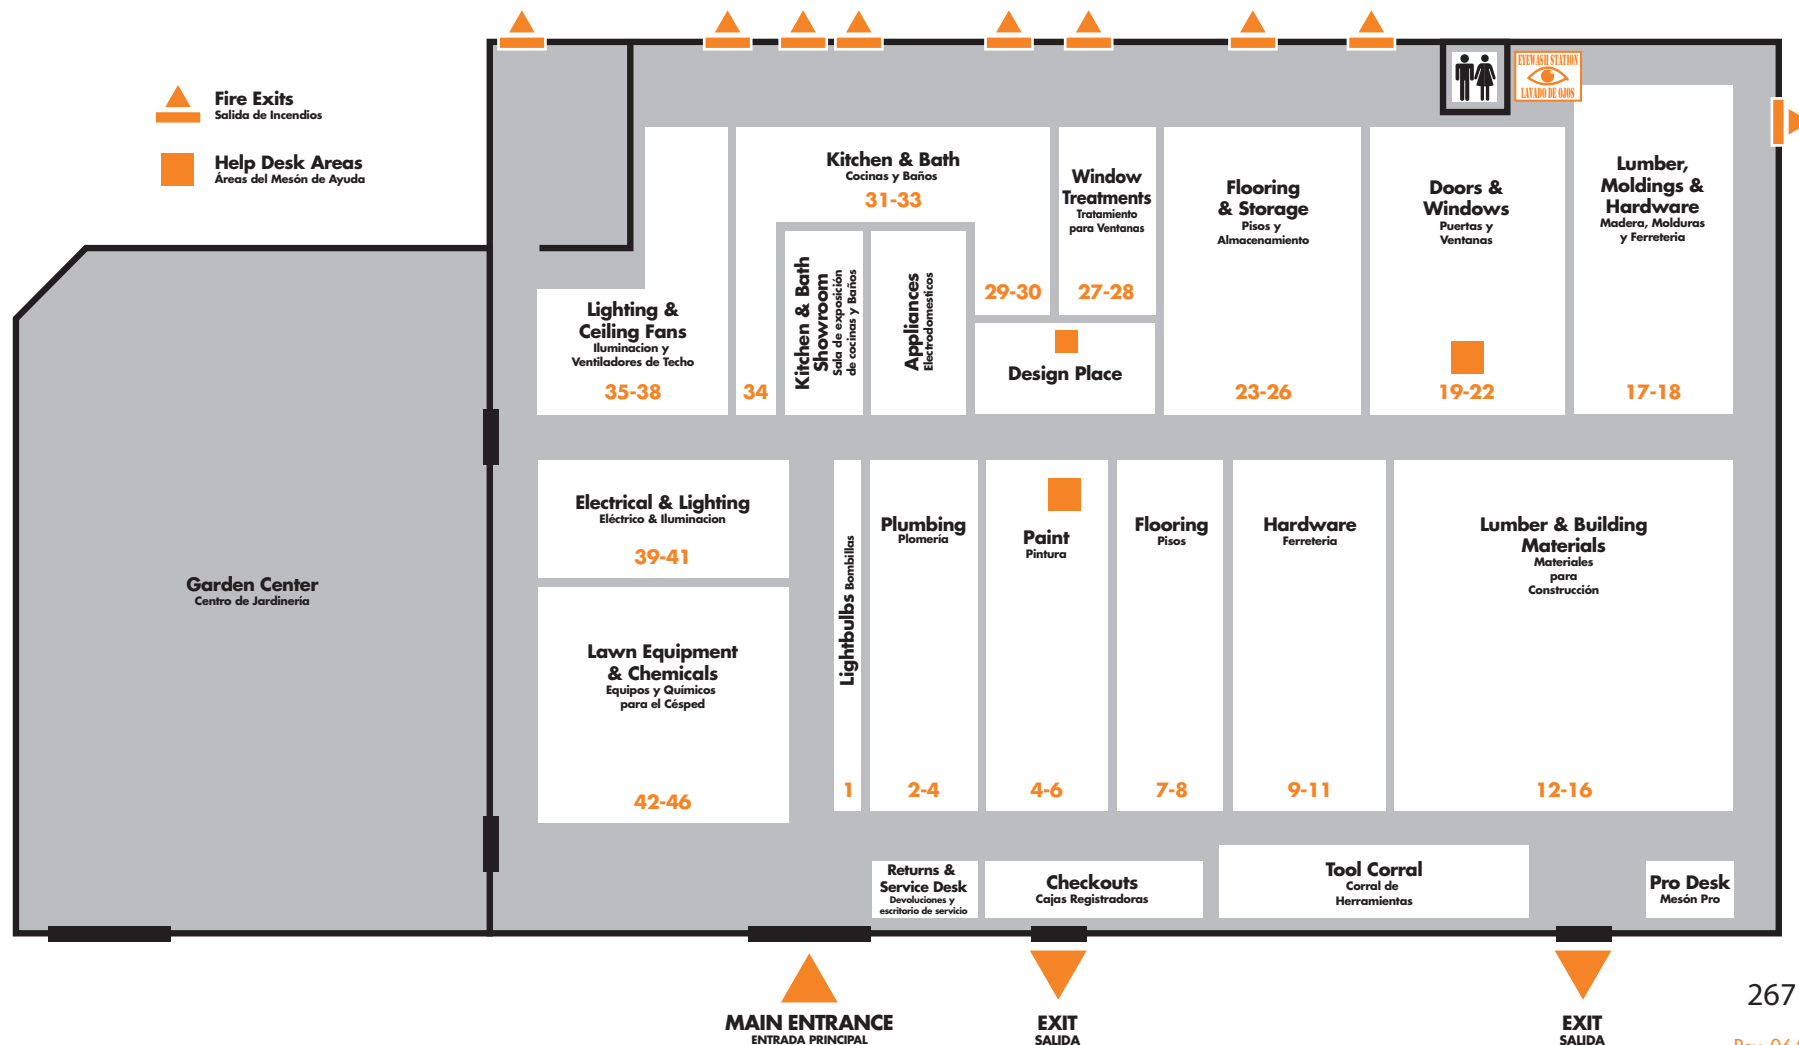 EYEWASH STATION
LAVADO DE OJOS
Fire Exits
Salida de Incendios
Help Desk Areas
Áreas del Mesón de Ayuda
Kitchen & Bath
Cocinas y Baños
31-33
Window
Treatments
Tratamiento
para Ventanas
27-28
Flooring
& Storage
Pisos y
Almacenamiento
23-26
Doors &
Windows
Puertas y
Ventanas
19-22
Lumber,
Moldings &
Hardware
Madera, Molduras
y Ferreteria
17-18
Lighting &
Ceiling Fans
Iluminacion y
Ventiladores de Techo
35-38
34
Kitchen & Bath
Showroom
Sala de exposición
de cocinas y Baños
Appliances
Electrodomesticos
29-30
Design Place
Electrical & Lighting
Eléctrico & Iluminacion
39-41
Lightbulbs Bombillas
1
Plumbing
Plomería
2-4
Paint
Pintura
4-6
Flooring
Pisos
7-8
Hardware
Ferreteria
9-11
Lumber & Building
Materials
Materiales
para
Construcción
12-16
Garden Center
Centro de Jardinería
Lawn Equipment
& Chemicals
Equipos y Químicos
para el Césped
42-46
Returns &
Service Desk
Devoluciones y
escritorio de servicio
Checkouts
Cajas Registradoras
Tool Corral
Corral de
Herramientas
Pro Desk
Mesón Pro
MAIN ENTRANCE
ENTRADA PRINCIPAL
EXIT
SALIDA
EXIT
SALIDA
267